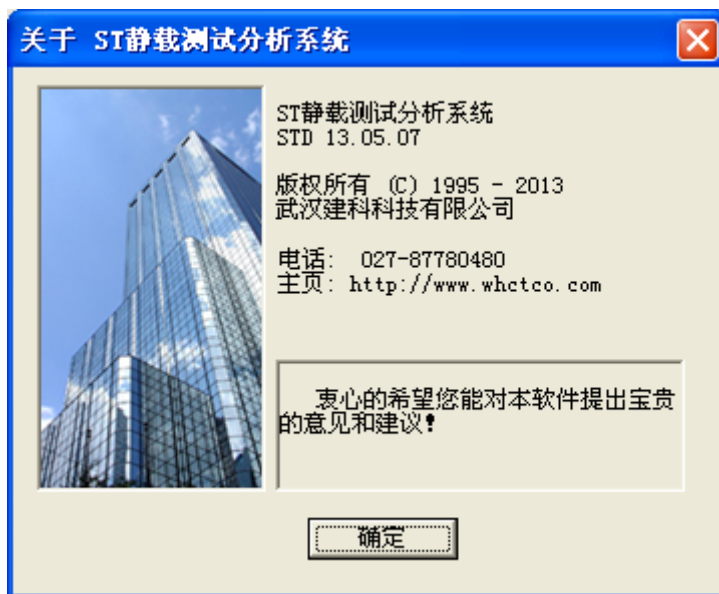 关于 ST静载测试分析系统
ST静载测试分析系统
STD 13.05.07
版权所有 (C) 1995 - 2013
武汉建科科技有限公司
电话: 027-87780480
主页: http://www.whctco.com
衷心的希望您能对本软件提出宝贵
的意见和建议!
确定